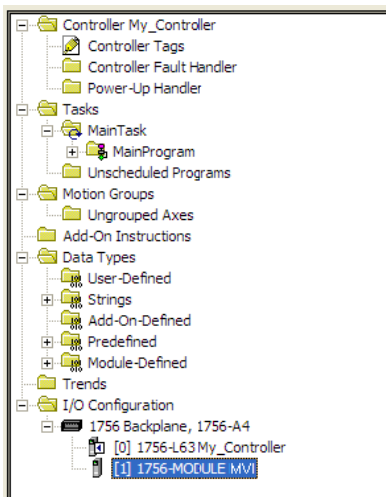 Controller My_Controller
Controller Tags
Controller Fault Handler
Power-Up Handler
Tasks
MainTask
MainProgram
Unscheduled Programs
Motion Groups
Ungrouped Axes
Add-On Instructions
Data Types
User-Defined
Strings
Add-On-Defined
Predefined
Module-Defined
Trends
I/O Configuration
1756 Backplane, 1756-A4
[0] 1756-L63 My_Controller
[1] 1756-MODULE MVI